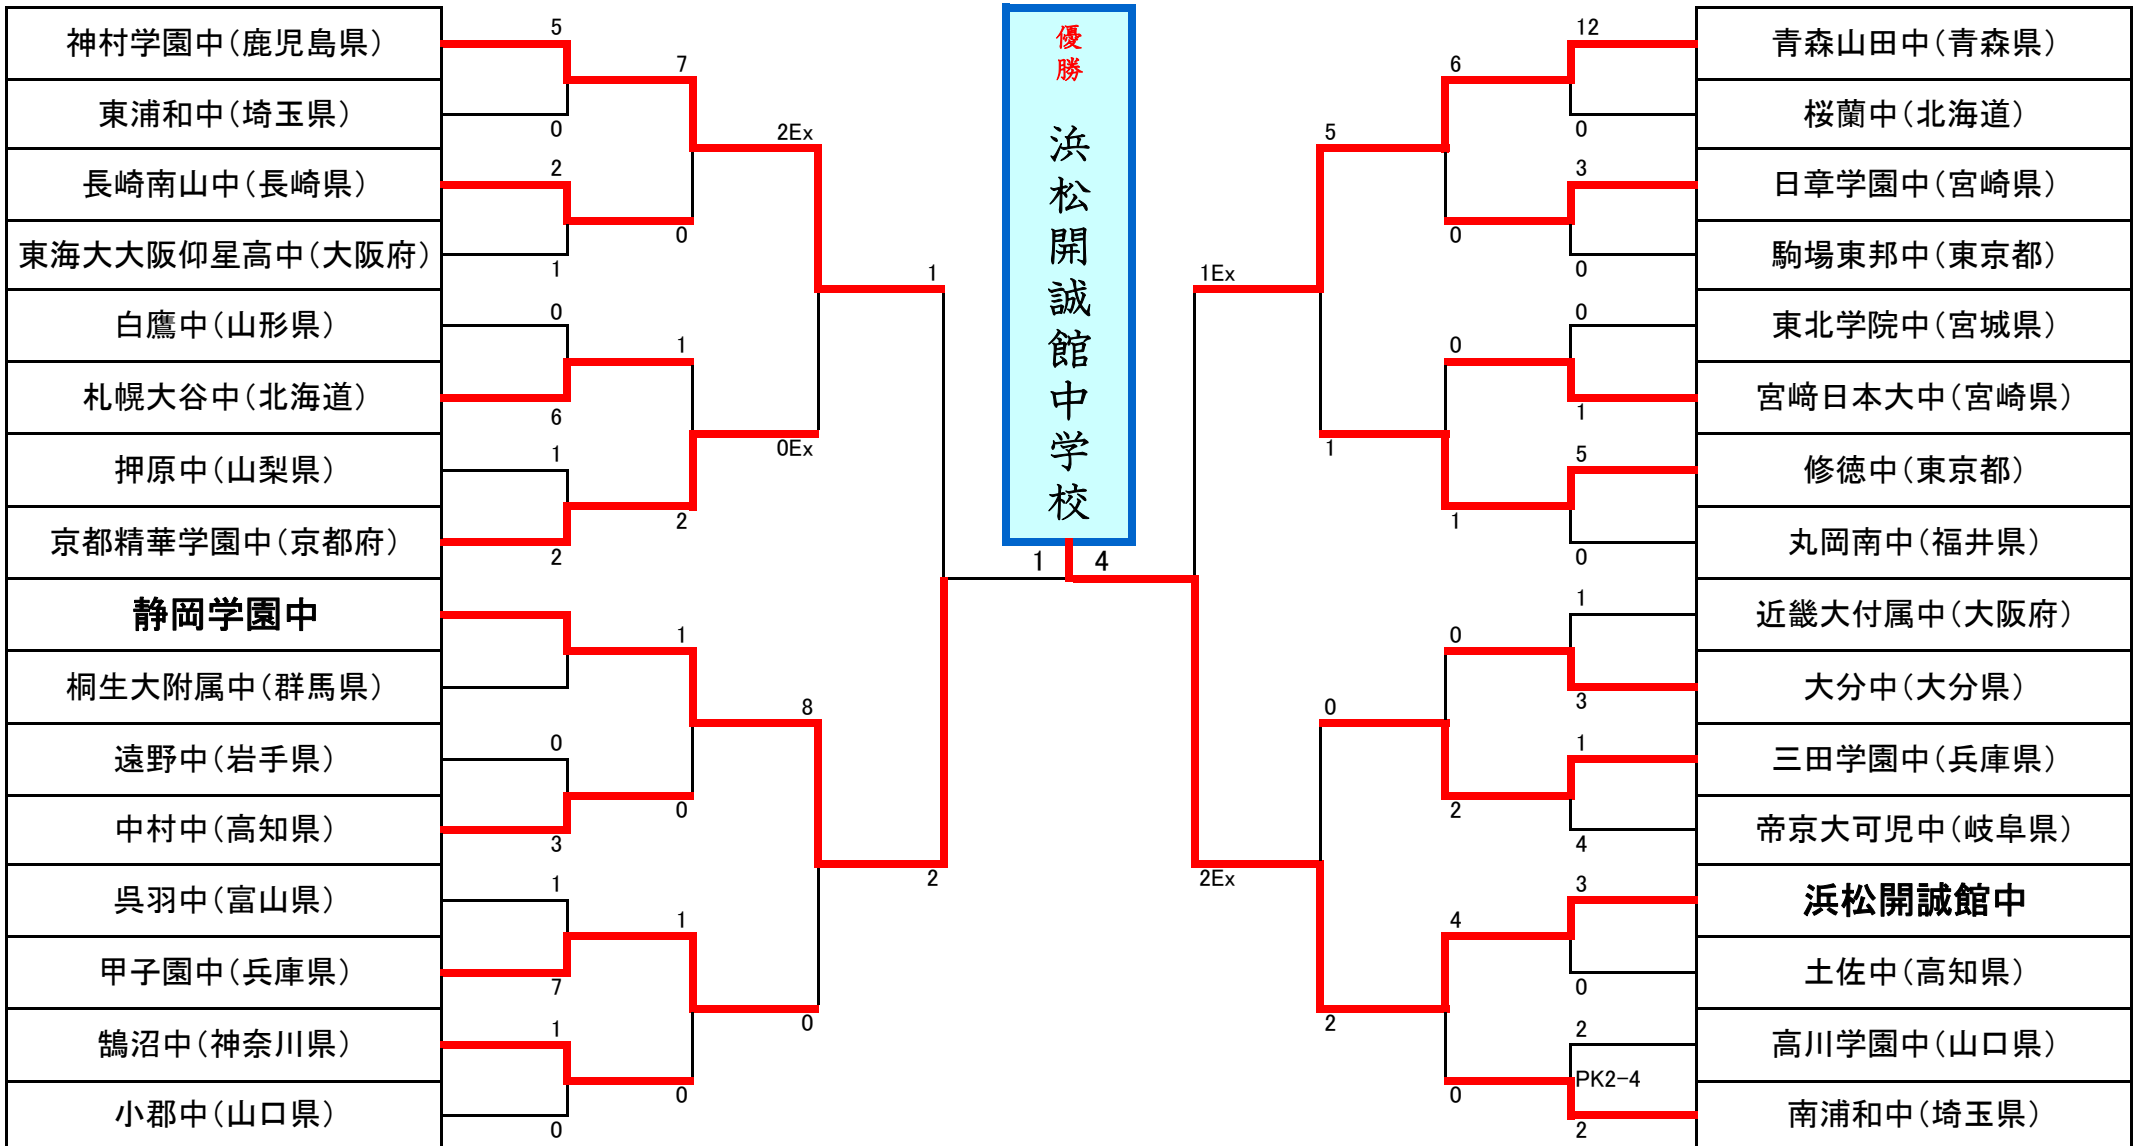 神村学園中(鹿児島県)
東浦和中(埼玉県)
長崎南山中(長崎県)
東海大大阪仰星高中(大阪府)
白鷹中(山形県)
札幌大谷中(北海道)
押原中(山梨県)
京都精華学園中(京都府)
静岡学園中
桐生大附属中(群馬県)
遠野中(岩手県)
中村中(高知県)
呉羽中(富山県)
甲子園中(兵庫県)
鵠沼中(神奈川県)
小郡中(山口県)
5
0
2
1
0
6
1
2
0
3
1
7
1
0
7
0
1
2
1
0
1
0
2Ex
0Ex
8
0
1
2
優勝
浜松開誠館中学校
1
4
1Ex
2Ex
5
1
0
2
6
0
0
1
0
2
4
0
12
0
3
0
0
1
5
0
1
3
1
4
3
0
2
PK2-4
2
青森山田中(青森県)
桜蘭中(北海道)
日章学園中(宮崎県)
駒場東邦中(東京都)
東北学院中(宮城県)
宮﨑日本大中(宮崎県)
修徳中(東京都)
丸岡南中(福井県)
近畿大付属中(大阪府)
大分中(大分県)
三田学園中(兵庫県)
帝京大可児中(岐阜県)
浜松開誠館中
土佐中(高知県)
高川学園中(山口県)
南浦和中(埼玉県)